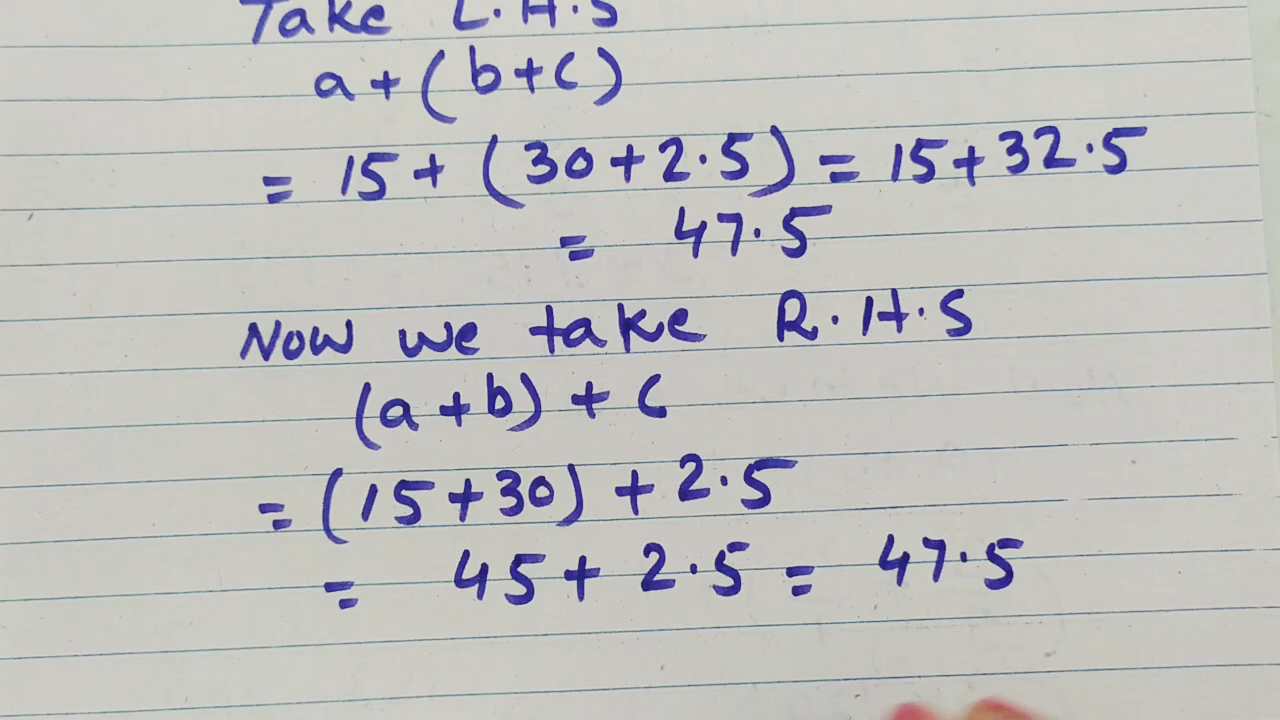 Take L.H.S
a+(b+c)
= 15+(30+2.5)=15+32.5
= 47.5
Now we take R.H.S
(a+b)+c
=(15+30)+2.5
= 45+2.5= 47.5